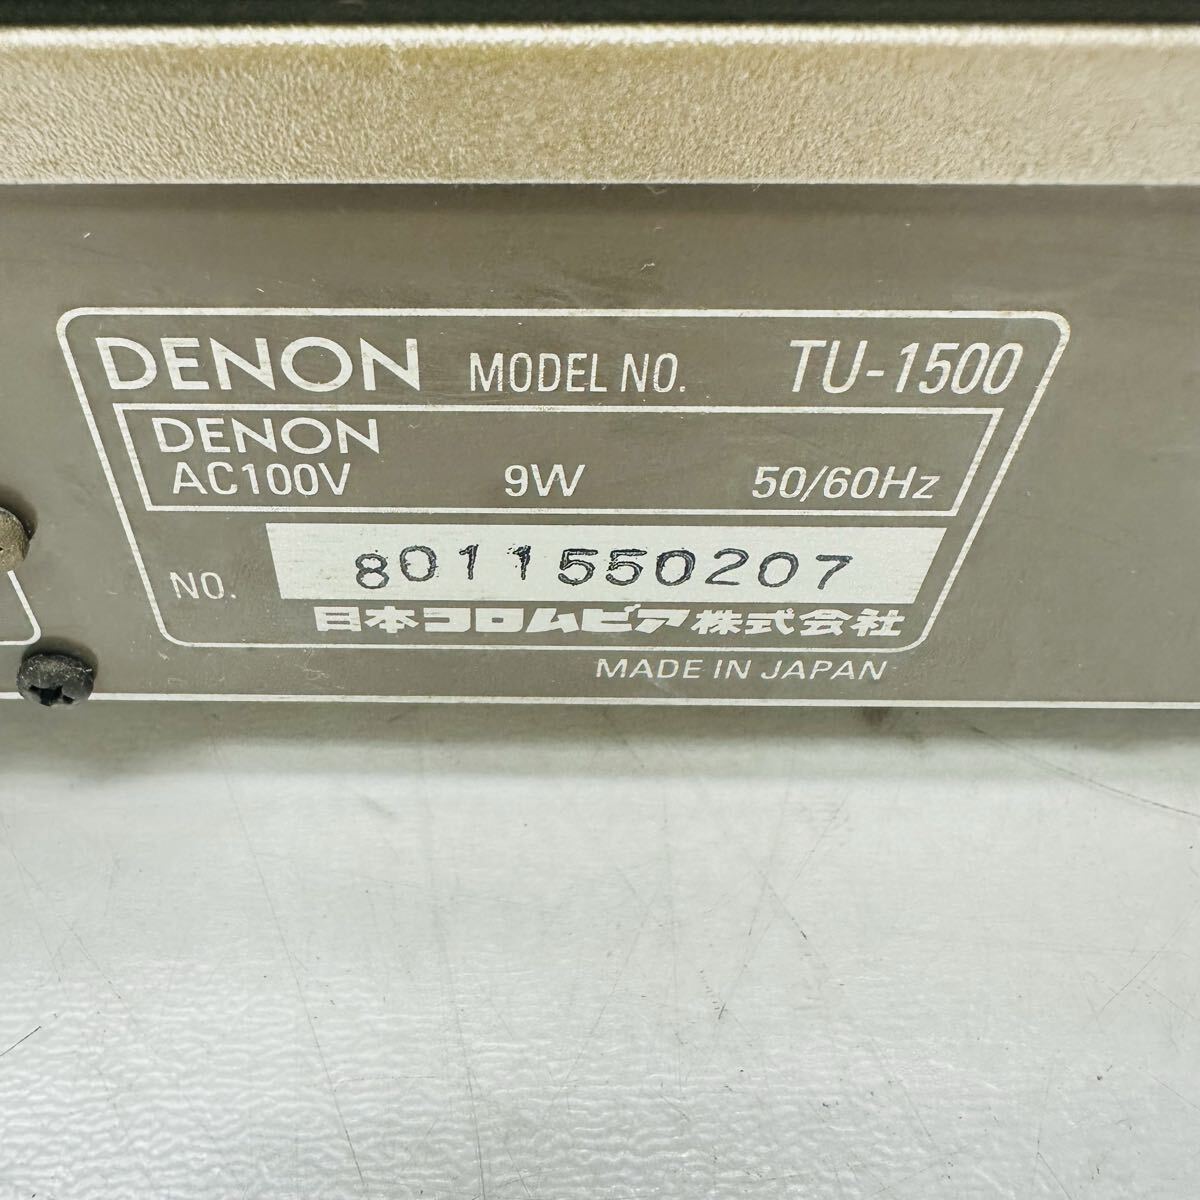 DENON MODEL NO. TU-1500
DENON
AC100V 9W 50/60Hz
NO. 8011550207
日本コロムビア株式会社
MADE IN JAPAN